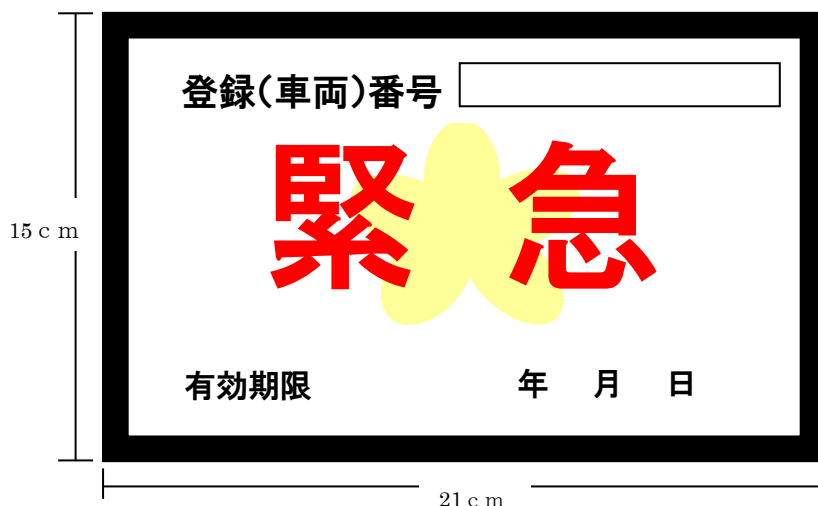 登録(車両)番号
緊 急
15ｃｍ
有効期限 年 月 日
21ｃｍ